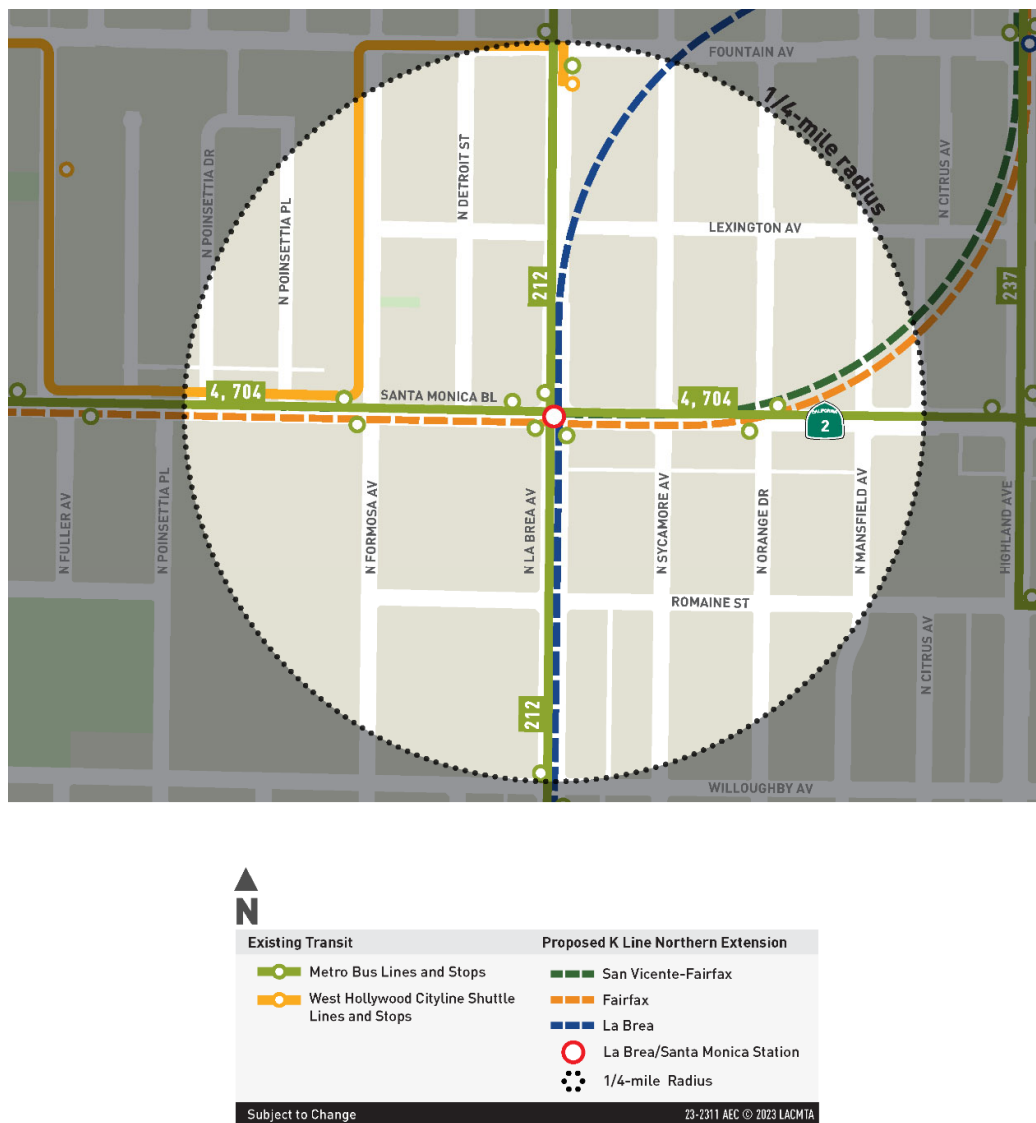 FOUNTAIN AV
1/4-mile radius
N CITRUS AV
N DETROIT ST
N POINSETTIA DR
N POINSETTIA PL
LEXINGTON AV
212
237
4, 704
SANTA MONICA BL
4, 704
CALIFORNIA
2
N FULLER AV
N POINSETTIA PL
N FORMOSA AV
N LA BREA AV
N SYCAMORE AV
N ORANGE DR
N MANSFIELD AV
HIGHLAND AVE
ROMAINE ST
N CITRUS AV
212
WILLOUGHBY AV
N
Existing Transit
Metro Bus Lines and Stops
West Hollywood Cityline Shuttle
Lines and Stops
Proposed K Line Northern Extension
San Vicente-Fairfax
Fairfax
La Brea
La Brea/Santa Monica Station
1/4-mile Radius
Subject to Change
23-2311 AEC © 2023 LACMTA